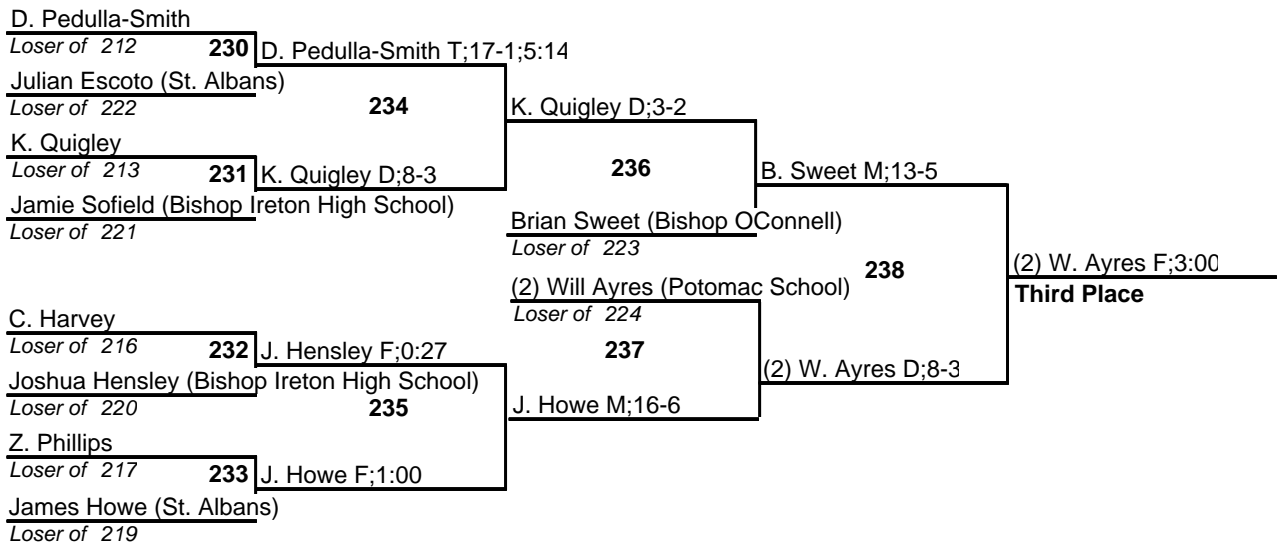 D. Pedulla-Smith
Loser of 212
230
D. Pedulla-Smith T;17-1;5:14
Julian Escoto (St. Albans)
Loser of 222
234
K. Quigley D;3-2
K. Quigley
Loser of 213
231
K. Quigley D;8-3
236
B. Sweet M;13-5
Jamie Sofield (Bishop Ireton High School)
Loser of 221
Brian Sweet (Bishop OConnell)
Loser of 223
238
(2) W. Ayres F;3:00
Third Place
(2) Will Ayres (Potomac School)
Loser of 224
C. Harvey
Loser of 216
232
J. Hensley F;0:27
237
(2) W. Ayres D;8-3
Joshua Hensley (Bishop Ireton High School)
Loser of 220
235
J. Howe M;16-6
Z. Phillips
Loser of 217
233
J. Howe F;1:00
James Howe (St. Albans)
Loser of 219